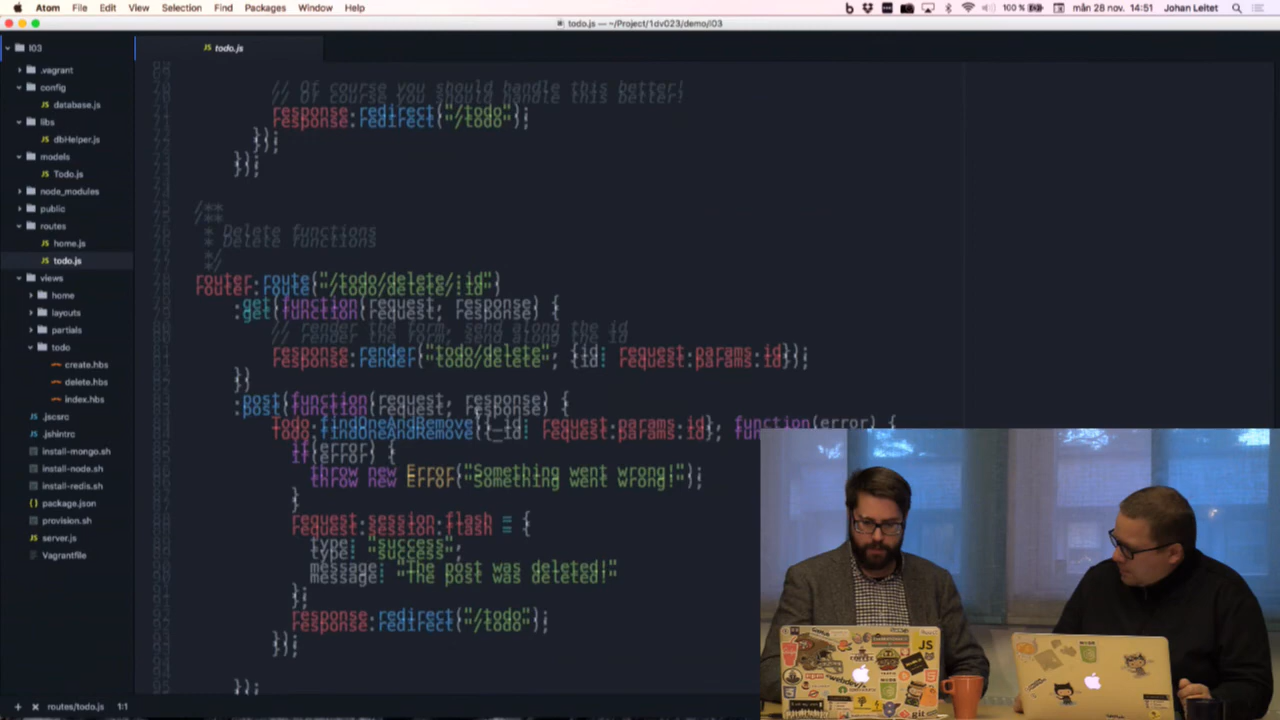 Atom File Edit View Selection Find Packages Window Help 100 % mån 28 nov. 14:51 Johan Leitet
todo.js — ~/Project/1dv023/demo/l03
l03
.vagrant
config
database.js
libs
dbHelper.js
models
Todo.js
node_modules
public
routes
home.js
todo.js
views
home
layouts
partials
todo
create.hbs
delete.hbs
index.hbs
.jscsrc
.jshintrc
install-mongo.sh
install-node.sh
install-redis.sh
package.json
provision.sh
server.js
Vagrantfile
todo.js
// Of course you should handle this better!
response.redirect("/todo");
});
});
/**
* Delete functions
*/
router.route("/todo/delete/:id")
.get(function(request, response) {
// render the form, send along the id
response.render("todo/delete", {id: request.params.id});
})
.post(function(request, response) {
Todo.findOneAndRemove({_id: request.params.id}, function(error) {
if(error) {
throw new Error("Something went wrong!");
}
request.session.flash = {
type: "success",
message: "The post was deleted!"
};
response.redirect("/todo");
});
});
routes/todo.js 1:1
JS
git